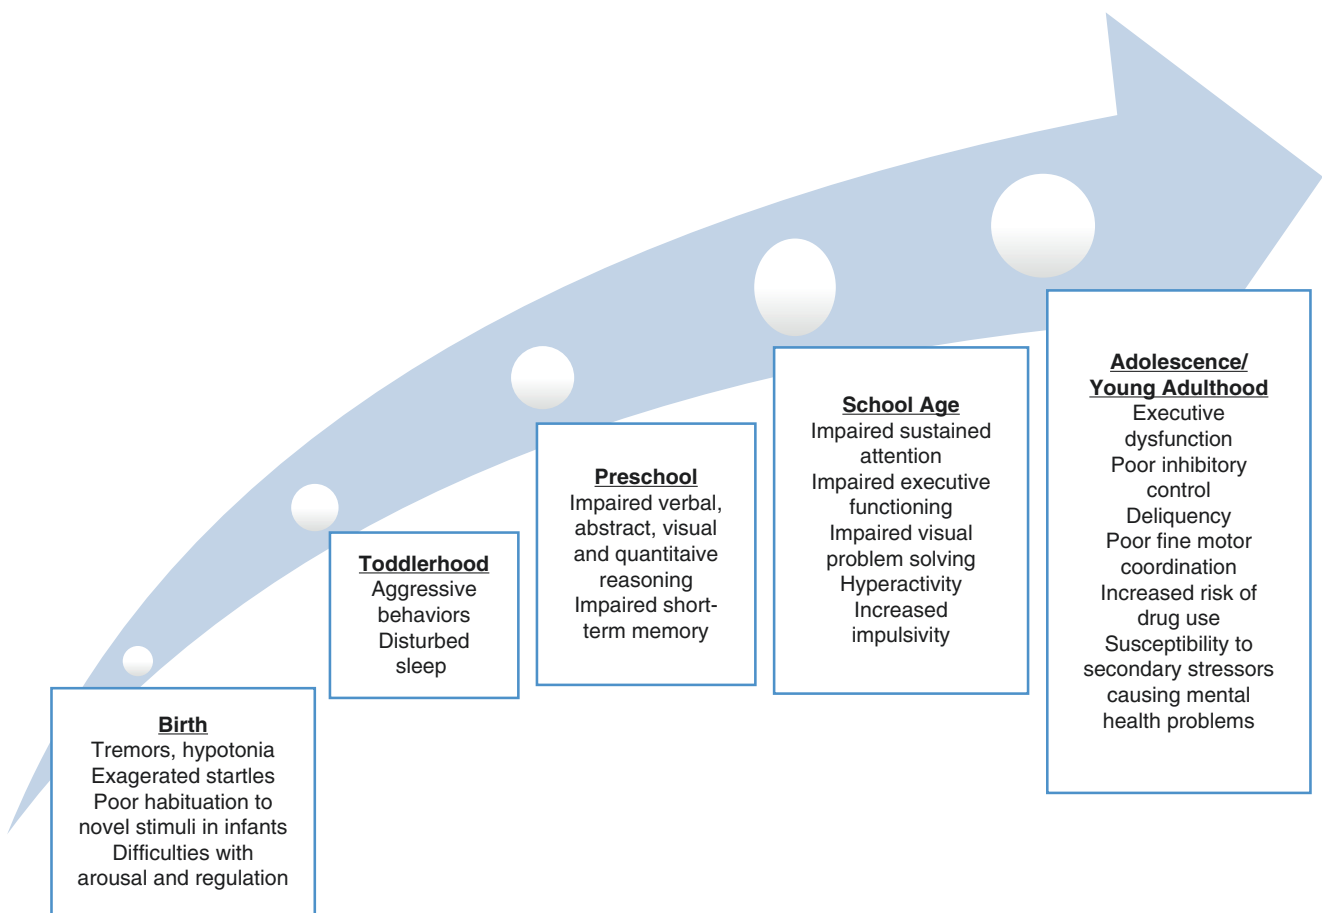 Birth
Tremors, hypotonia
Exagerated startles
Poor habituation to
novel stimuli in infants
Difficulties with
arousal and regulation
Toddlerhood
Aggressive
behaviors
Disturbed
sleep
Preschool
Impaired verbal,
abstract, visual
and quantitaive
reasoning
Impaired short-
term memory
School Age
Impaired sustained
attention
Impaired executive
functioning
Impaired visual
problem solving
Hyperactivity
Increased
impulsivity
Adolescence/
Young Adulthood
Executive
dysfunction
Poor inhibitory
control
Deliquency
Poor fine motor
coordination
Increased risk of
drug use
Susceptibility to
secondary stressors
causing mental
health problems